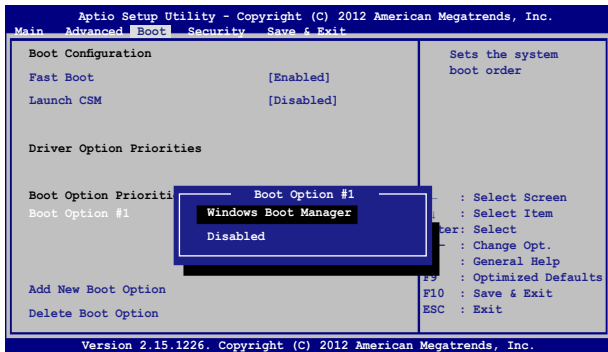 Aptio Setup Utility - Copyright (C) 2012 American Megatrends, Inc.
Main Advanced Boot Security Save & Exit
Boot Configuration
Fast Boot [Enabled]
Launch CSM [Disabled]
Driver Option Priorities
Boot Option Prioriti
Boot Option #1
Add New Boot Option
Delete Boot Option
Boot Option #1
Windows Boot Manager
Disabled
Sets the system
boot order
: Select Screen
: Select Item
ter: Select
: Change Opt.
: General Help
F9 : Optimized Defaults
F10 : Save & Exit
ESC : Exit
Version 2.15.1226. Copyright (C) 2012 American Megatrends, Inc.